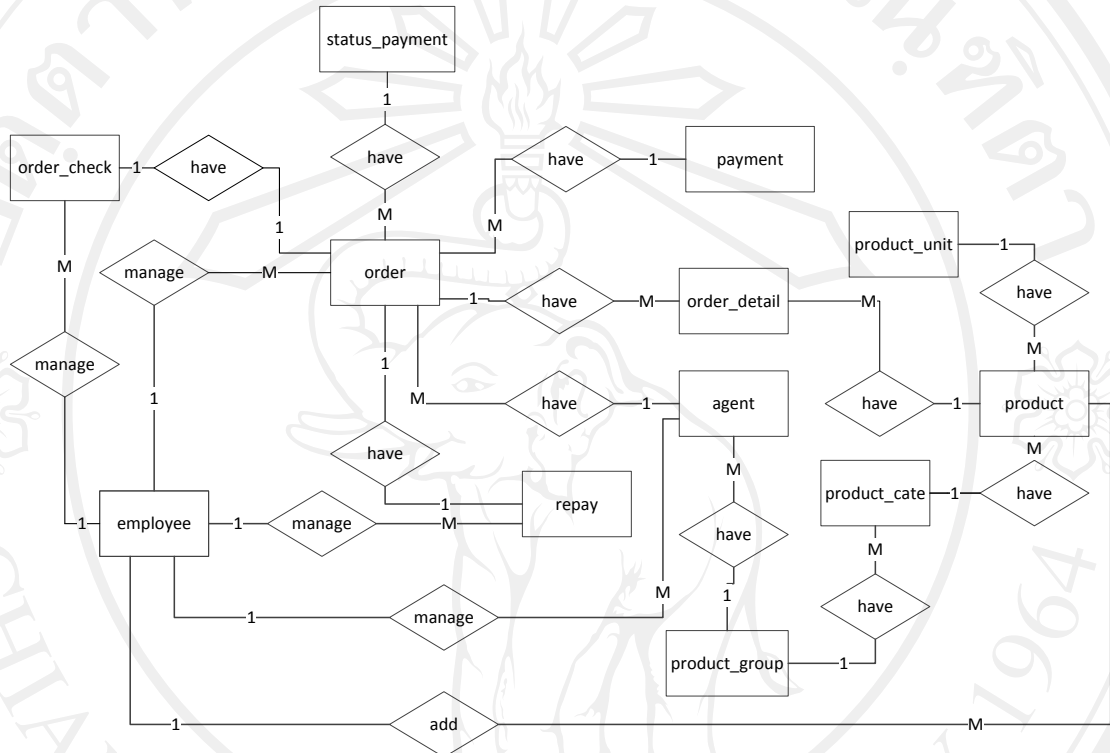 status_payment
1
have
M
order_check
1
have
1
have
1
payment
M
M
manage
M
order
product_unit
1
have
M
1
have
M
order_detail
M
manage
1
1
M
have
1
agent
have
1
product
M
have
1
repay
M
have
1
product_group
product_cate
1
have
M
M
have
1
1
employee
1
manage
M
1
manage
M
1
add
M
1964